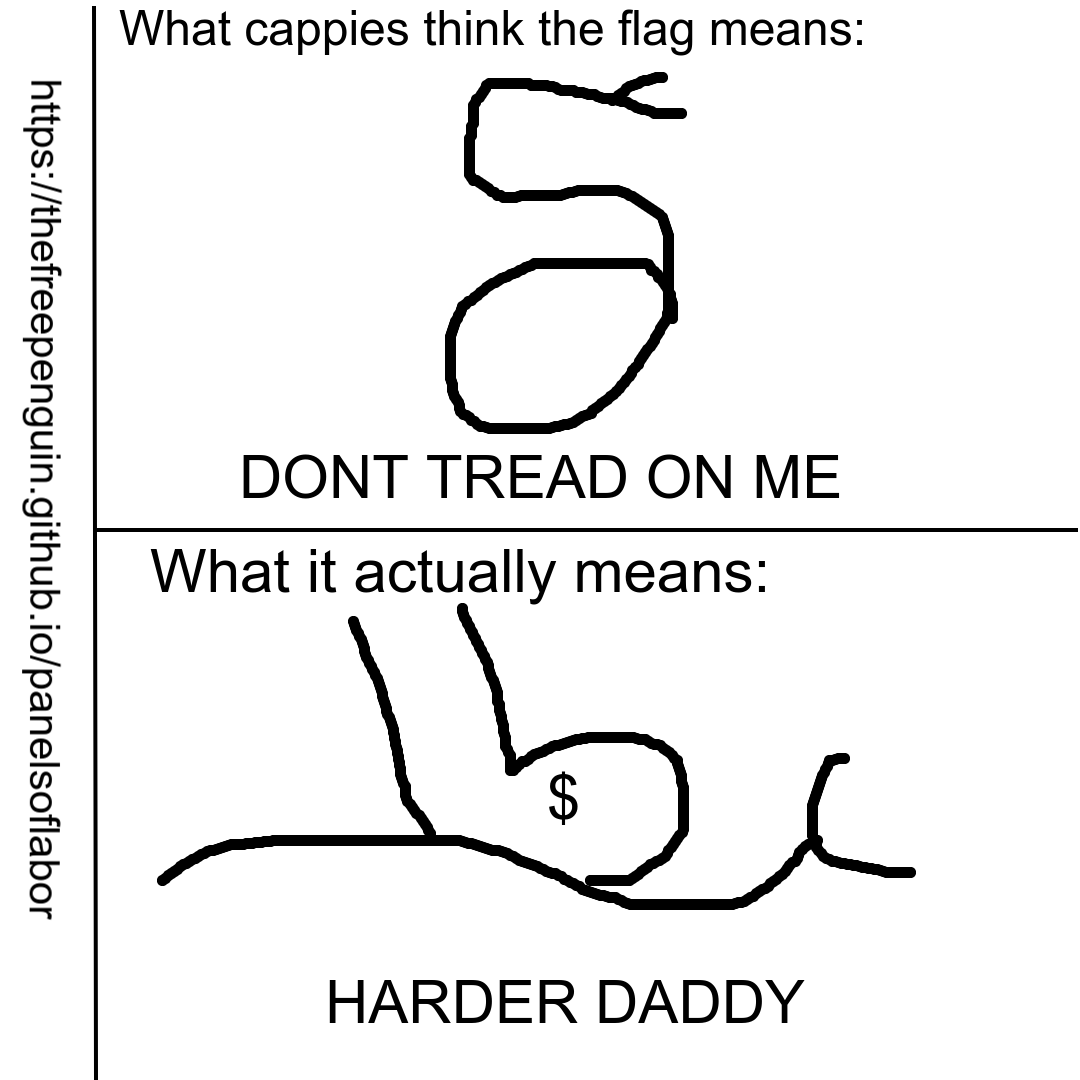 https://thefreepenguin.github.io/panelsoflabor
What cappies think the flag means:
DONT TREAD ON ME
What it actually means:
$
HARDER DADDY